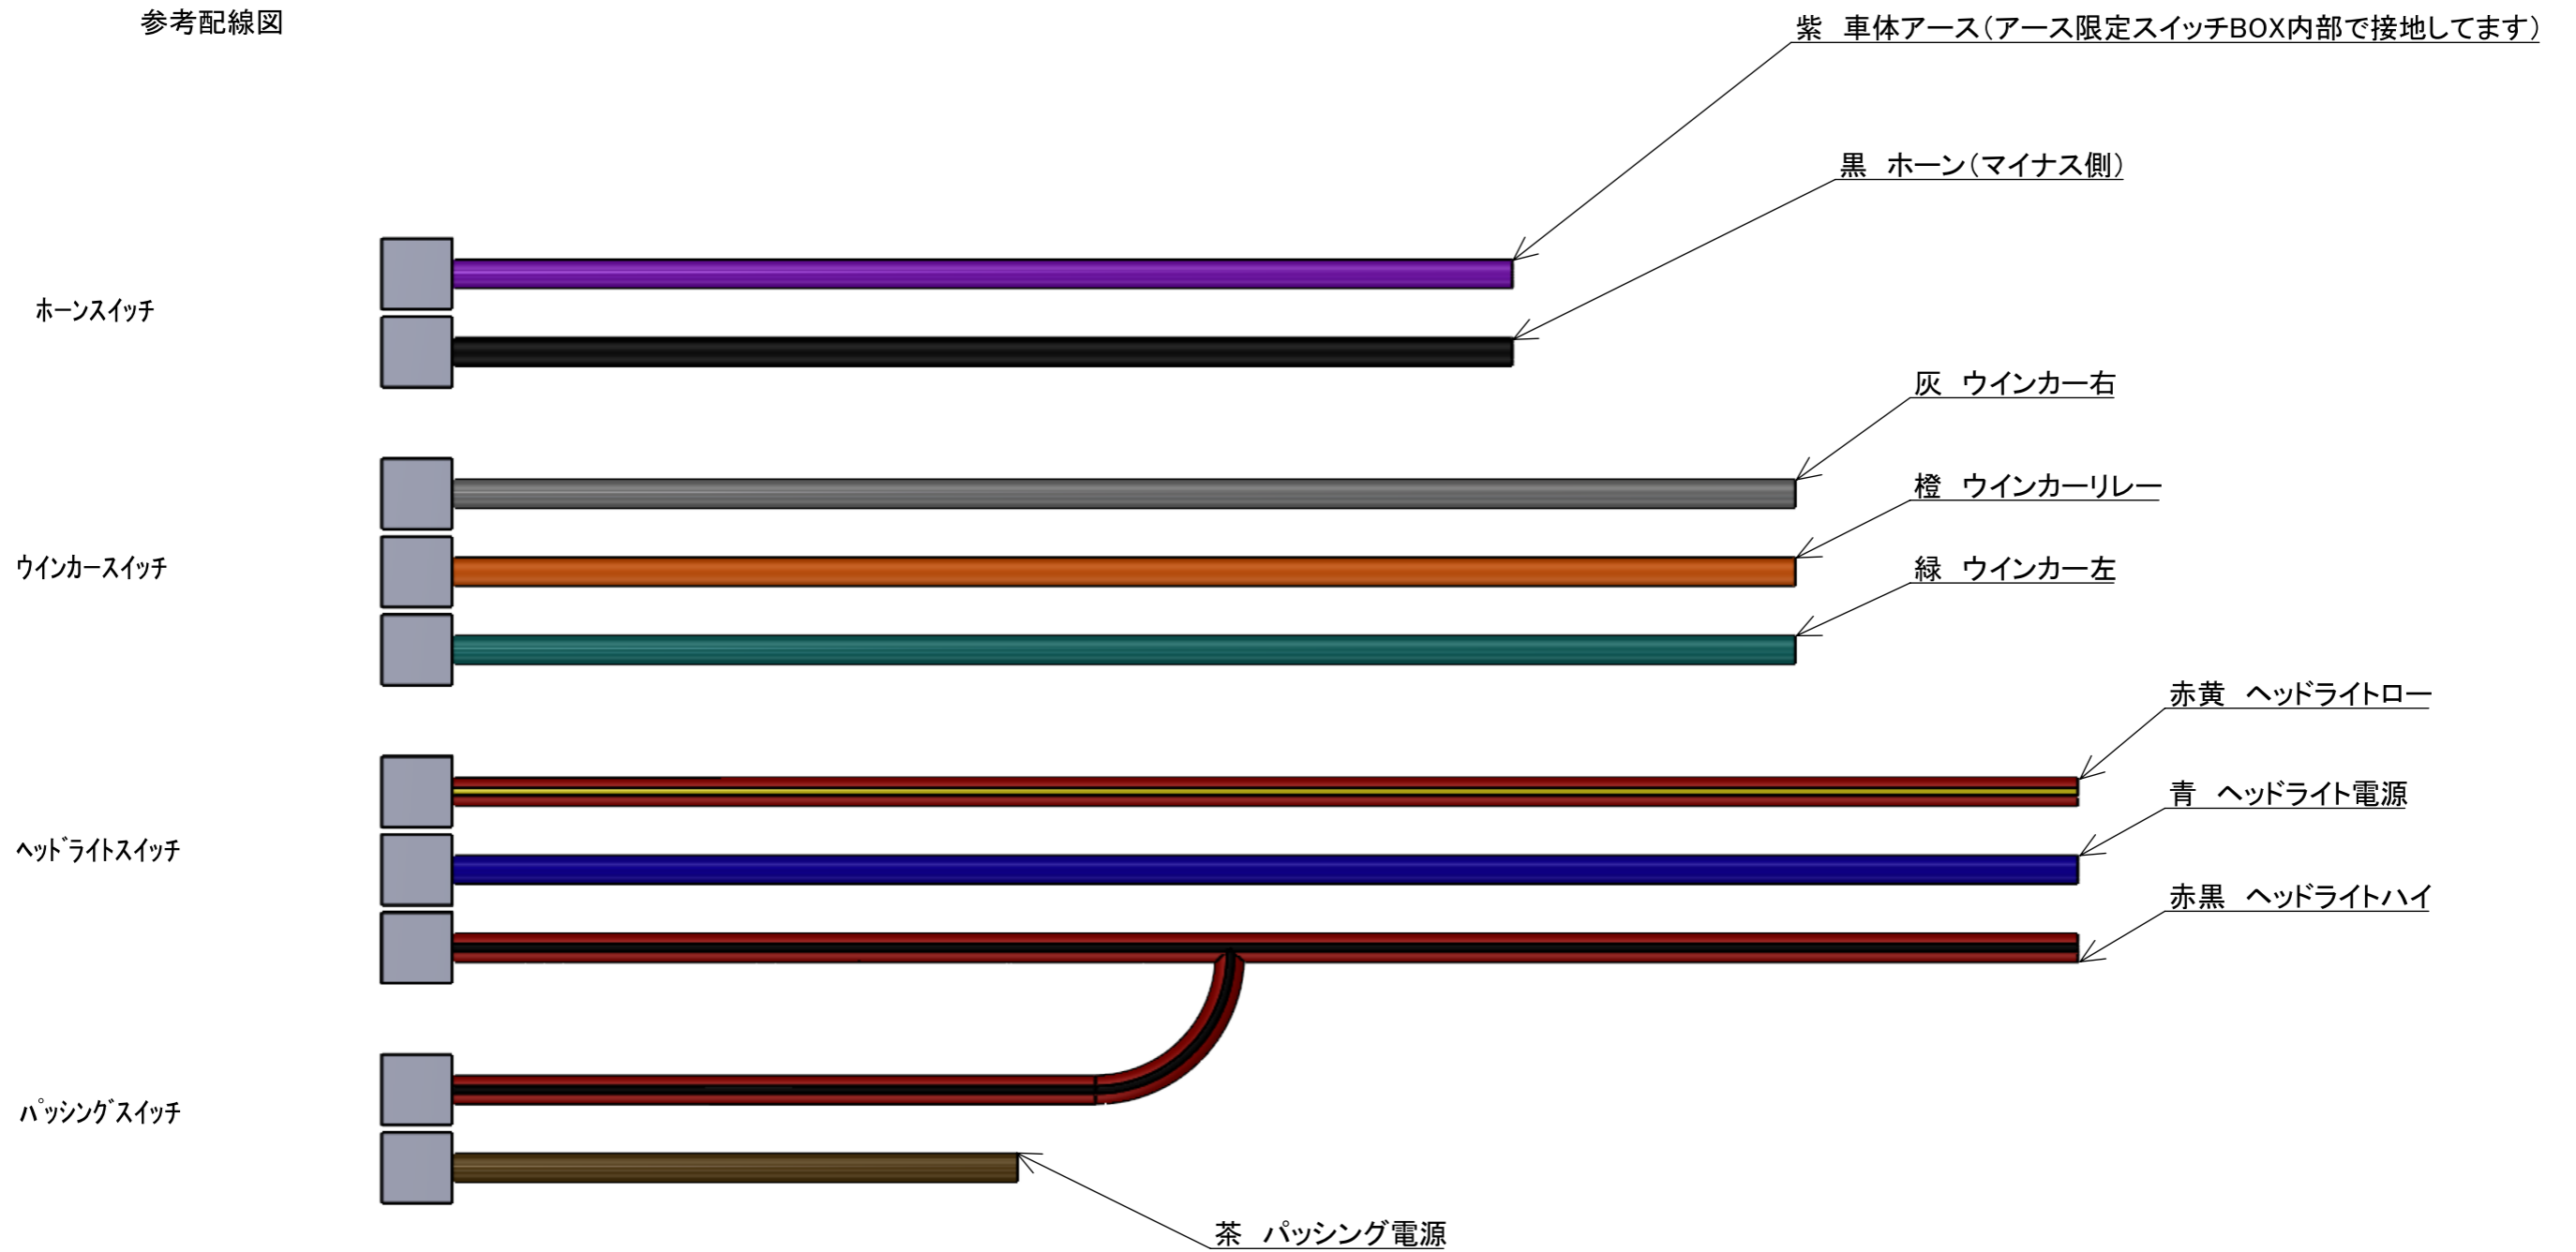 参考配線図
紫　車体アース（アース限定スイッチBOX内部で接地してます）
黒　ホーン（マイナス側）
ﾎｰﾝｽｲｯﾁ
灰　ウインカー右
橙　ウインカーリレー
ｳｲﾝｶｰｽｲｯﾁ
緑　ウインカー左
赤黄　ヘッドライトロー
青　ヘッドライト電源
ﾍｯﾄﾞﾗｲﾄｽｲｯﾁ
赤黒　ヘッドライトハイ
ﾊﾟｯｼﾝｸﾞｽｲｯﾁ
茶　パッシング電源